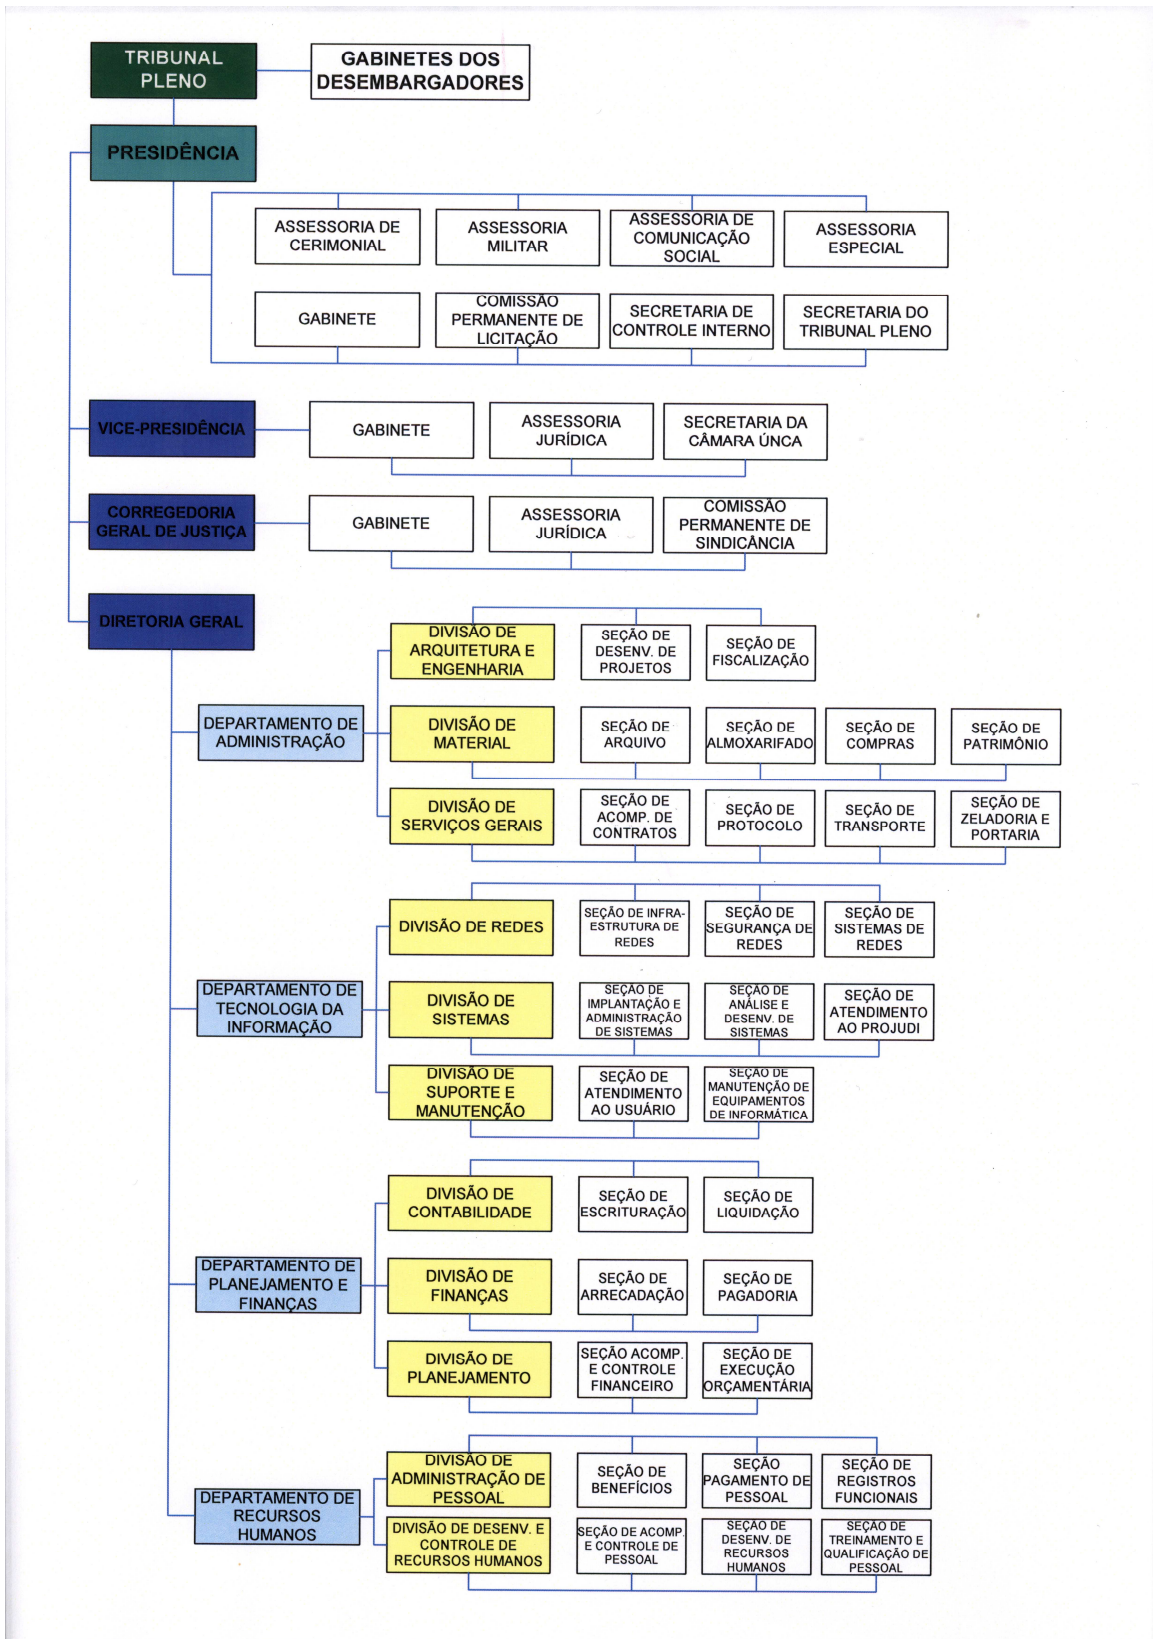 TRIBUNAL
PLENO
GABINETES DOS
DESEMBARGADORES
PRESIDÊNCIA
ASSESSORIA DE
CERIMONIAL
ASSESSORIA
MILITAR
ASSESSORIA DE
COMUNICAÇÃO
SOCIAL
ASSESSORIA
ESPECIAL
GABINETE
COMISSÃO
PERMANENTE DE
LICITAÇÃO
SECRETARIA DE
CONTROLE INTERNO
SECRETARIA DO
TRIBUNAL PLENO
VICE-PRESIDÊNCIA
GABINETE
ASSESSORIA
JURÍDICA
SECRETARIA DA
CÂMARA ÚNCA
CORREGEDORIA
GERAL DE JUSTIÇA
GABINETE
ASSESSORIA
JURÍDICA
COMISSÃO
PERMANENTE DE
SINDICÂNCIA
DIRETORIA GERAL
DEPARTAMENTO DE
ADMINISTRAÇÃO
DIVISÃO DE
ARQUITETURA E
ENGENHARIA
SEÇÃO DE
DESENV. DE
PROJETOS
SEÇÃO DE
FISCALIZAÇÃO
DIVISÃO DE
MATERIAL
SEÇÃO DE
ARQUIVO
SEÇÃO DE
ALMOXARIFADO
SEÇÃO DE
COMPRAS
SEÇÃO DE
PATRIMÔNIO
DIVISÃO DE
SERVIÇOS GERAIS
SEÇÃO DE
ACOMP. DE
CONTRATOS
SEÇÃO DE
PROTOCOLO
SEÇÃO DE
TRANSPORTE
SEÇÃO DE
ZELADORIA E
PORTARIA
DEPARTAMENTO DE
TECNOLOGIA DA
INFORMAÇÃO
DIVISÃO DE REDES
SEÇÃO DE INFRA-
ESTRUTURA DE
REDES
SEÇÃO DE
SEGURANÇA DE
REDES
SEÇÃO DE
SISTEMAS DE
REDES
DIVISÃO DE
SISTEMAS
SEÇÃO DE
IMPLANTAÇÃO E
ADMINISTRAÇÃO
DE SISTEMAS
SEÇÃO DE
ANÁLISE E
DESENV. DE
SISTEMAS
SEÇÃO DE
ATENDIMENTO
AO PROJUDI
DIVISÃO DE
SUPORTE E
MANUTENÇÃO
SEÇÃO DE
ATENDIMENTO
AO USUÁRIO
SEÇÃO DE
MANUTENÇÃO DE
EQUIPAMENTOS
DE INFORMÁTICA
DEPARTAMENTO DE
PLANEJAMENTO E
FINANÇAS
DIVISÃO DE
CONTABILIDADE
SEÇÃO DE
ESCRITURAÇÃO
SEÇÃO DE
LIQUIDAÇÃO
DIVISÃO DE
FINANÇAS
SEÇÃO DE
ARRECADAÇÃO
SEÇÃO DE
PAGADORIA
DIVISÃO DE
PLANEJAMENTO
SEÇÃO ACOMP.
E CONTROLE
FINANCEIRO
SEÇÃO DE
EXECUÇÃO
ORÇAMENTÁRIA
DEPARTAMENTO DE
RECURSOS
HUMANOS
DIVISÃO DE
ADMINISTRAÇÃO DE
PESSOAL
SEÇÃO DE
BENEFÍCIOS
SEÇÃO
PAGAMENTO DE
PESSOAL
SEÇÃO DE
REGISTROS
FUNCIONAIS
DIVISÃO DE DESENV. E
CONTROLE DE
RECURSOS HUMANOS
SEÇÃO DE ACOMP.
E CONTROLE DE
PESSOAL
SEÇÃO DE
DESENV. DE
RECURSOS
HUMANOS
SEÇÃO DE
TREINAMENTO E
QUALIFICAÇÃO DE
PESSOAL